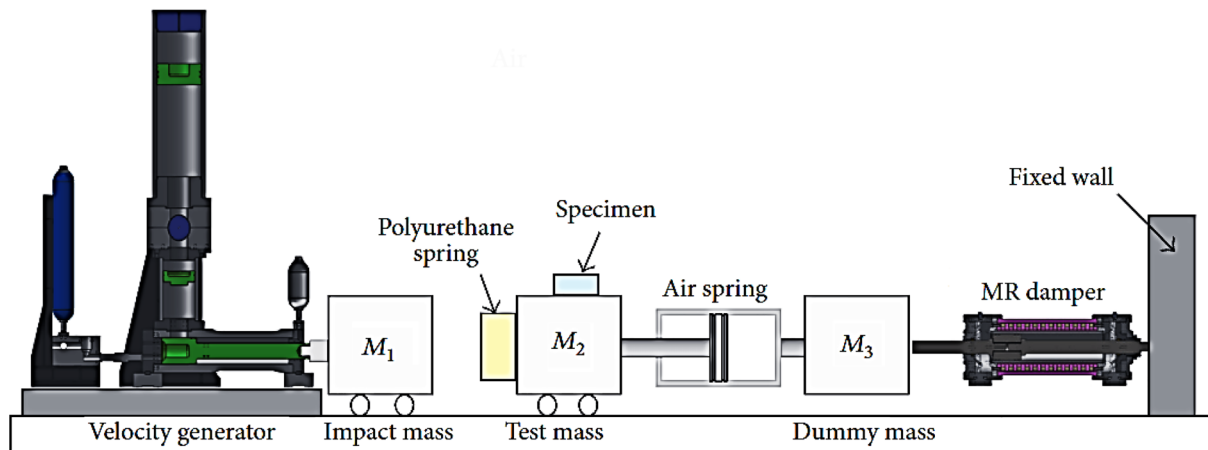 Air
Fixed wall
Specimen
Polyurethane
spring
Air spring
MR damper
M1
M2
M3
Velocity generator
Impact mass
Test mass
Dummy mass